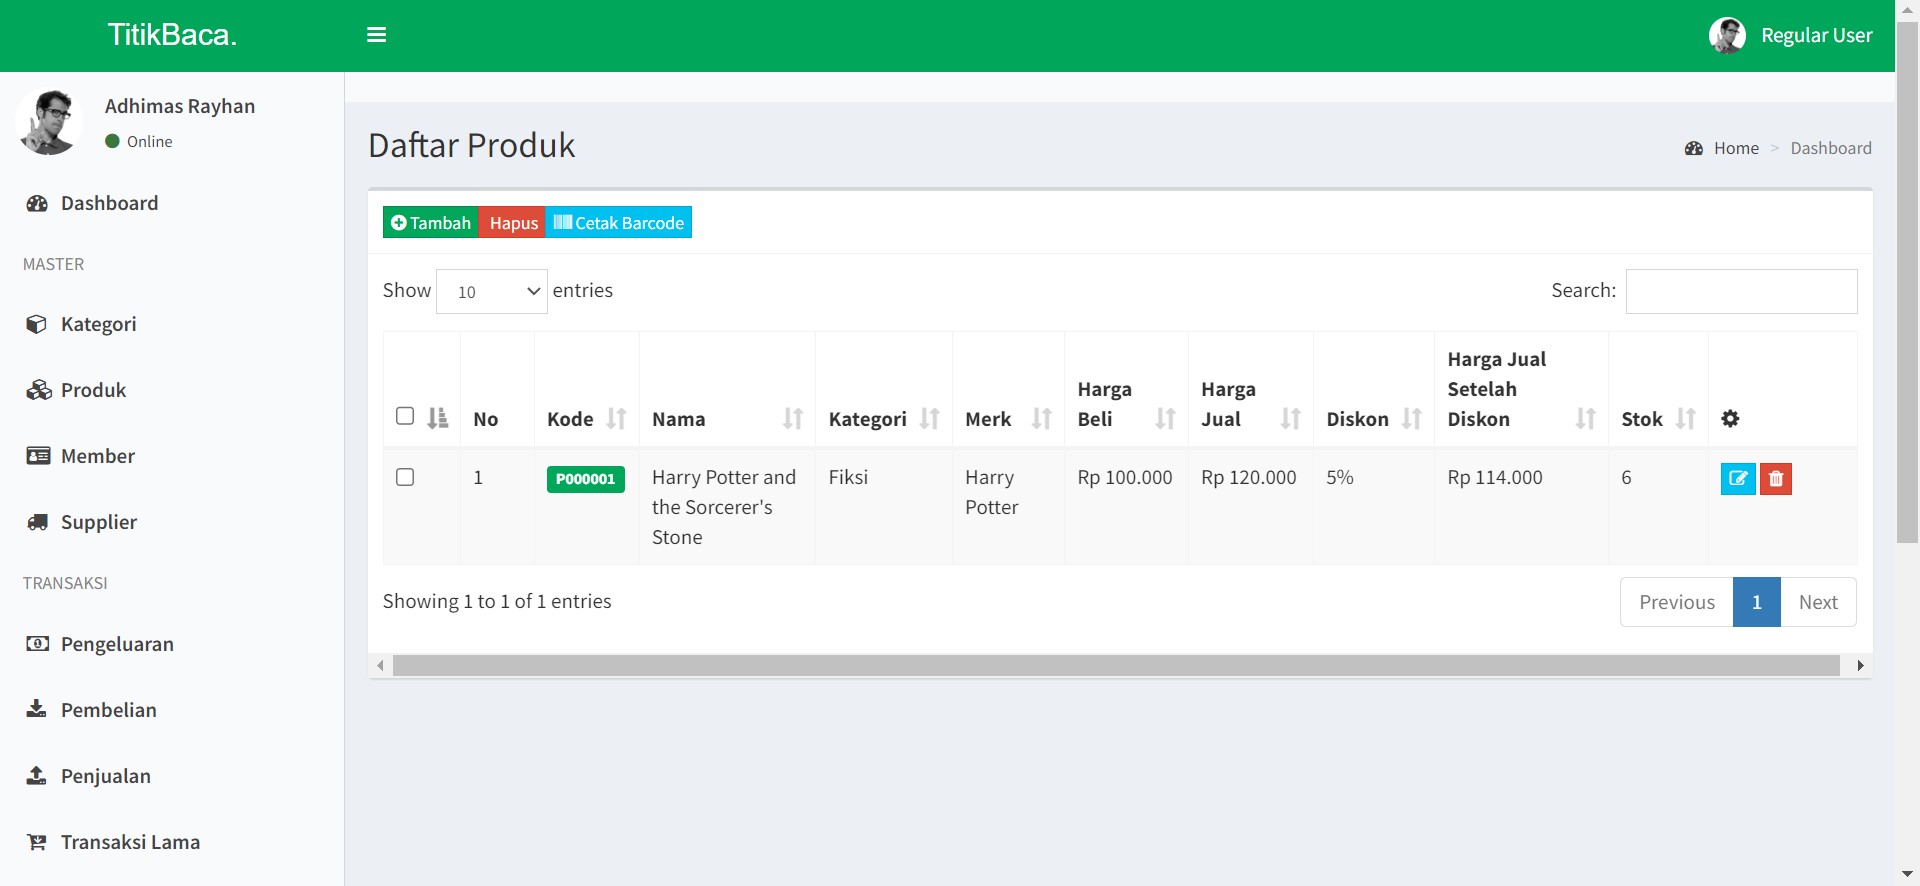 TitikBaca.
Regular User
Adhimas Rayhan
Online
Dashboard
MASTER
Kategori
Produk
Member
Supplier
TRANSAKSI
Pengeluaran
Pembelian
Penjualan
Transaksi Lama
Daftar Produk
Home > Dashboard
Tambah Hapus Cetak Barcode
Show 10 entries
Search:
No Kode Nama Kategori Merk Harga Beli Harga Jual Diskon Harga Jual Setelah Diskon Stok
1 P000001 Harry Potter and the Sorcerer's Stone Fiksi Harry Potter Rp 100.000 Rp 120.000 5% Rp 114.000 6
Showing 1 to 1 of 1 entries
Previous 1 Next